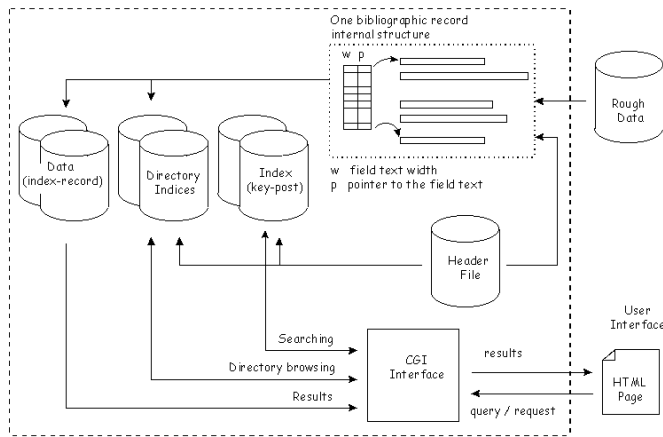 One bibliographic record
internal structure
w p
Rough
Data
Data
(index-record)
Directory
Indices
Index
(key-post)
w field text width
p pointer to the field text
Header
File
User
Interface
Searching
CGI
Interface
results
Directory browsing
HTML
Page
Results
query / request